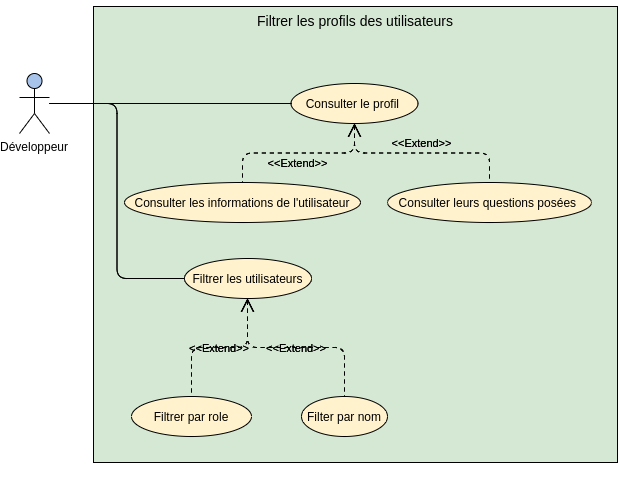 Filtrer les profils des utilisateurs
Consulter le profil
Développeur
<<Extend>>
<<Extend>>
Consulter les informations de l'utilisateur
Consulter leurs questions posées
Filtrer les utilisateurs
<<Extend>>
<<Extend>>
Filtrer par role
Filter par nom